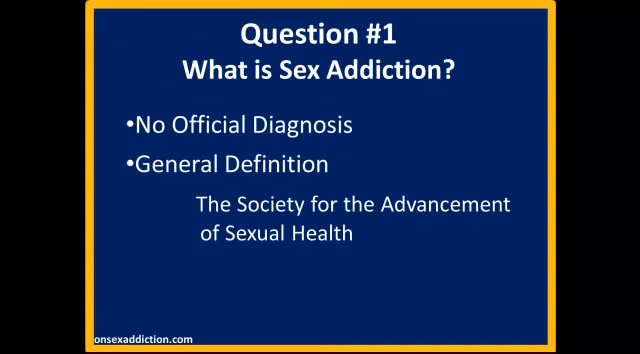 Question #1
What is Sex Addiction?
•No Official Diagnosis
•General Definition
The Society for the Advancement
of Sexual Health
onsexaddiction.com